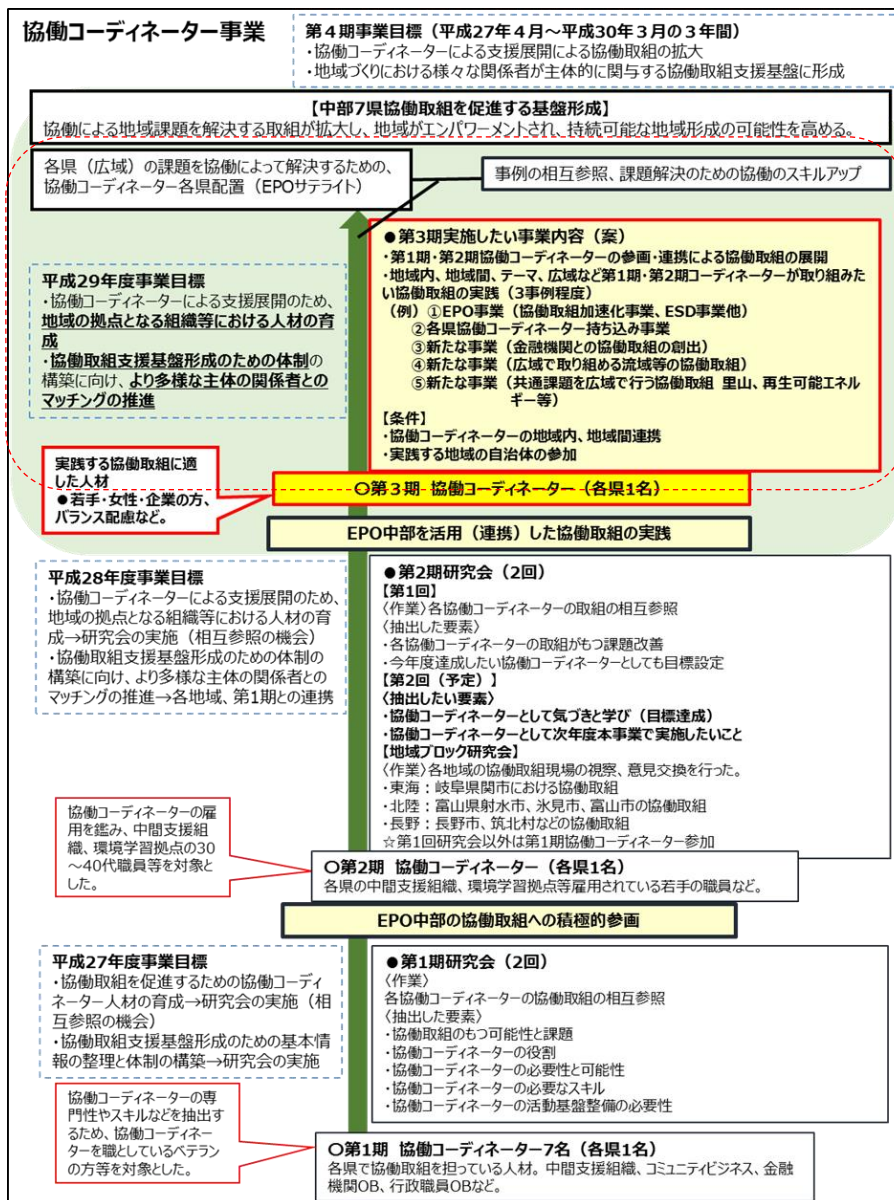 協働コーディネーター事業
第４期事業目標（平成27年４月～平成30年３月の３年間）
・協働コーディネーターによる支援展開による協働取組の拡大
・地域づくりにおける様々な関係者が主体的に関与する協働取組支援基盤に形成
【中部7県協働取組を促進する基盤形成】
協働による地域課題を解決する取組が拡大し、地域がエンパワーメントされ、持続可能な地域形成の可能性を高める。
各県（広域）の課題を協働によって解決するための、
協働コーディネーター各県配置（EPOサテライト）
事例の相互参照、課題解決のための協働のスキルアップ
●第3期実施したい事業内容（案）
・第1期・第2期協働コーディネーターの参画・連携による協働取組の展開
・地域内、地域間、テーマ、広域など第1期・第2期コーディネーターが取り組みた
い協働取組の実践（3事例程度）
（例）①EPO事業（協働取組加速化事業、ESD事業他）
②各県協働コーディネーター持ち込み事業
③新たな事業（金融機関との協働取組の創出）
④新たな事業（広域で取り組める流域等の協働取組）
⑤新たな事業（共通課題を広域で行う協働取組 里山、再生可能エネル
ギー等）
【条件】
・協働コーディネーターの地域内、地域間連携
・実践する地域の自治体の参加
平成29年度事業目標
・協働コーディネーターによる支援展開のため、
地域の拠点となる組織等における人材の育
成
・協働取組支援基盤形成のための体制の
構築に向け、より多様な主体の関係者との
マッチングの推進
実践する協働取組に適
した人材
●若手・女性・企業の方、
バランス配慮など。
〇第３期 協働コーディネーター（各県1名）
EPO中部を活用（連携）した協働取組の実践
平成28年度事業目標
・協働コーディネーターによる支援展開のため、
地域の拠点となる組織等における人材の育
成→研究会の実施（相互参照の機会）
・協働取組支援基盤形成のための体制の
構築に向け、より多様な主体の関係者との
マッチングの推進→各地域、第1期との連携
●第2期研究会（2回）
【第1回】
〈作業〉各協働コーディネーターの取組の相互参照
〈抽出した要素〉
・各協働コーディネーターの取組がもつ課題改善
・今年度達成したい協働コーディネーターとしても目標設定
【第2回（予定）】
〈抽出したい要素〉
・協働コーディネーターとして気づきと学び（目標達成）
・協働コーディネーターとして次年度本事業で実施したいこと
【地域ブロック研究会】
〈作業〉各地域の協働取組現場の視察、意見交換を行った。
・東海：岐阜県関市における協働取組
・北陸：富山県射水市、氷見市、富山市の協働取組
・長野：長野市、筑北村などの協働取組
☆第1回研究会以外は第1期協働コーディネーター参加
協働コーディネーターの雇
用を鑑み、中間支援組
織、環境学習拠点の30
～40代職員等を対象と
した。
〇第2期 協働コーディネーター（各県1名）
各県の中間支援組織、環境学習拠点等雇用されている若手の職員など。
EPO中部の協働取組への積極的参画
平成27年度事業目標
・協働取組を促進するための協働コーディ
ネーター人材の育成→研究会の実施（相
互参照の機会）
・協働取組支援基盤形成のための基本情
報の整理と体制の構築→研究会の実施
●第1期研究会（2回）
〈作業〉
各協働コーディネーターの協働取組の相互参照
〈抽出した要素〉
・協働取組のもつ可能性と課題
・協働コーディネーターの役割
・協働コーディネーターの必要性と可能性
・協働コーディネーターの必要なスキル
・協働コーディネーターの活動基盤整備の必要性
協働コーディネーターの専
門性やスキルなどを抽出す
るため、協働コーディネー
ターを職としているベテラン
の方等を対象とした。
〇第1期 協働コーディネーター7名（各県1名）
各県で協働取組を担っている人材。中間支援組織、コミュニティビジネス、金融
機関OB、行政職員OBなど。